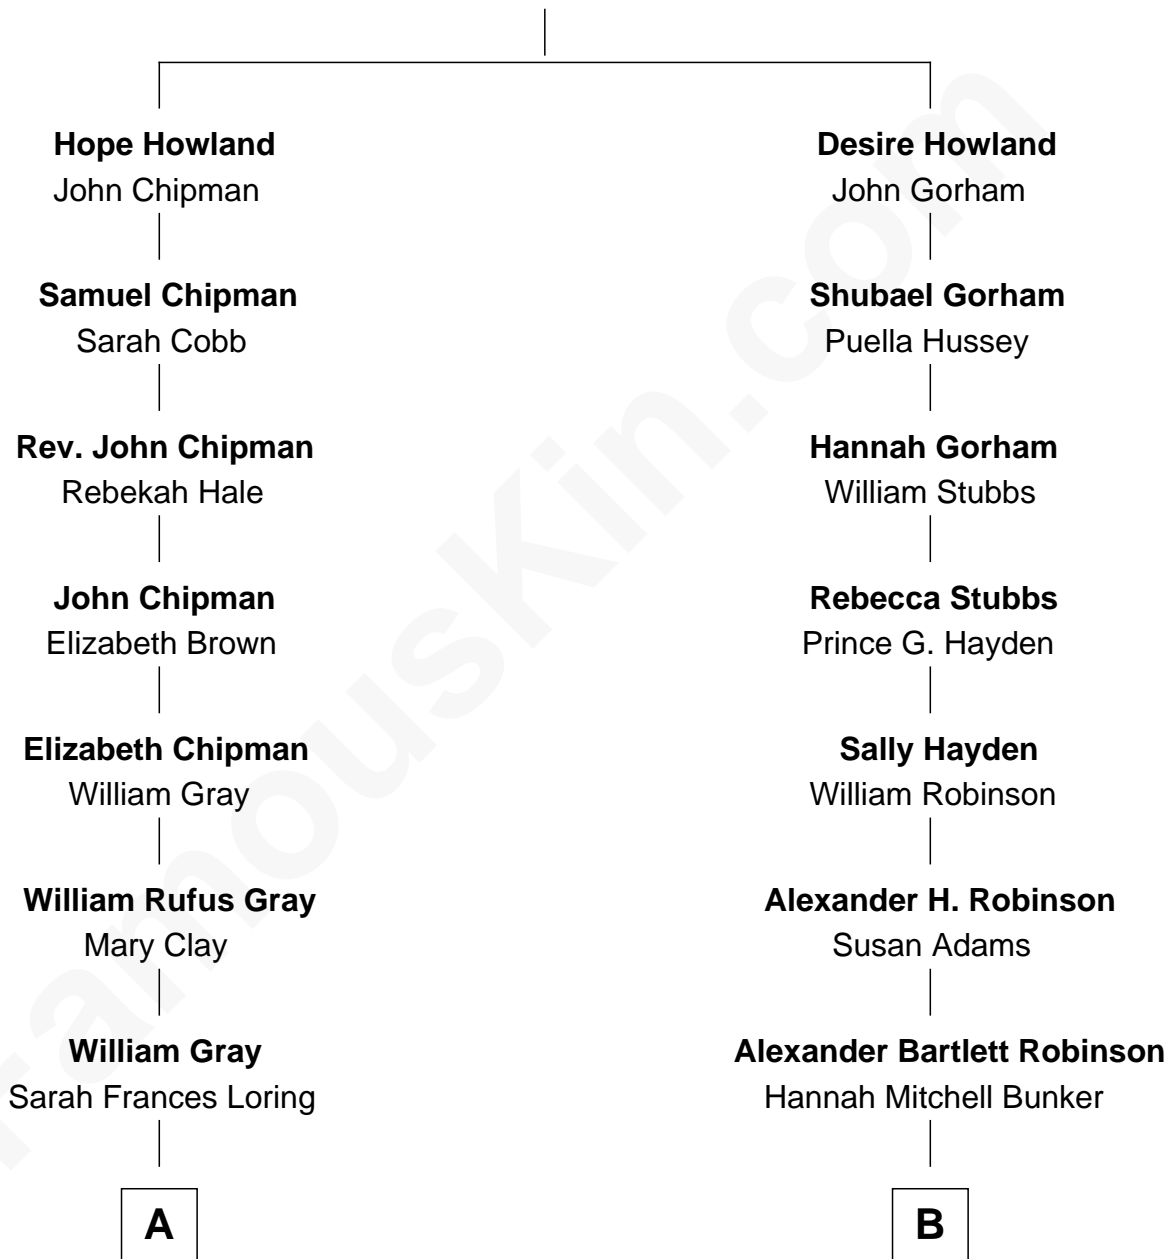 Hope Howland
John Chipman
Desire Howland
John Gorham
Samuel Chipman
Sarah Cobb
Shubael Gorham
Puella Hussey
Rev. John Chipman
Rebekah Hale
Hannah Gorham
William Stubbs
John Chipman
Elizabeth Brown
Rebecca Stubbs
Prince G. Hayden
Elizabeth Chipman
William Gray
Sally Hayden
William Robinson
William Rufus Gray
Mary Clay
Alexander H. Robinson
Susan Adams
William Gray
Sarah Frances Loring
Alexander Bartlett Robinson
Hannah Mitchell Bunker
A
B
FamousKin.com